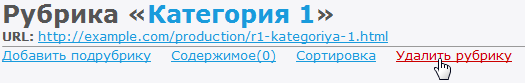 Рубрика «Категория 1»
URL: http://example.com/production/r1-kategoriya-1.html
Добавить подрубрику Содержимое(0) Сортировка Удалить рубрику